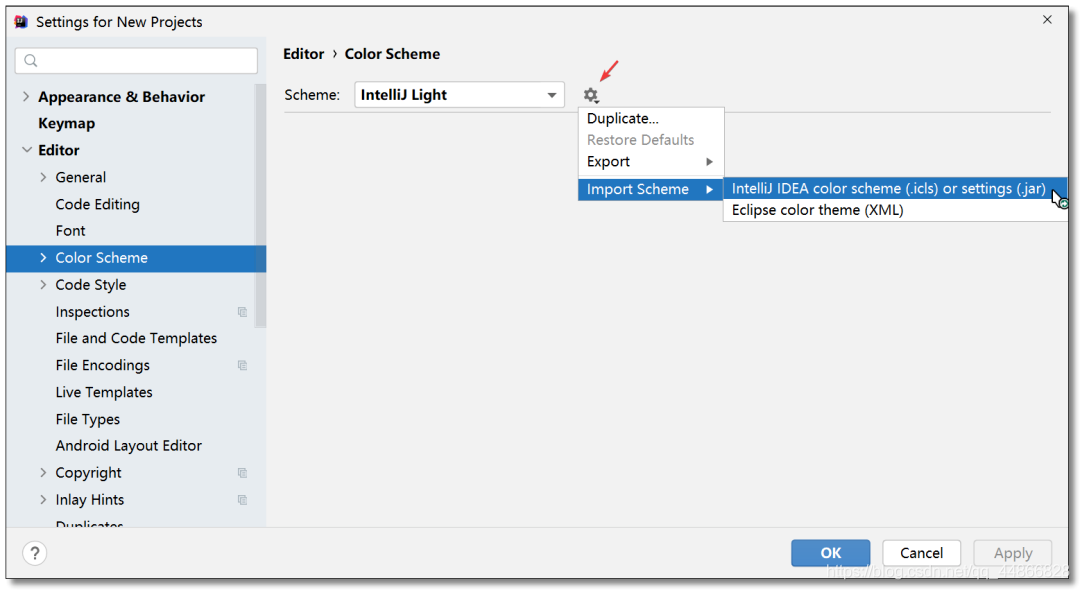 Settings for New Projects
Editor › Color Scheme
Scheme: IntelliJ Light
Appearance & Behavior
Keymap
Editor
General
Code Editing
Font
Color Scheme
Code Style
Inspections
File and Code Templates
File Encodings
Live Templates
File Types
Android Layout Editor
Copyright
Inlay Hints
Duplicates
Duplicate...
Restore Defaults
Export
Import Scheme
IntelliJ IDEA color scheme (.icls) or settings (.jar)
Eclipse color theme (XML)
?
OK
Cancel
Apply
https://blog.csdn.net/qq_44866828